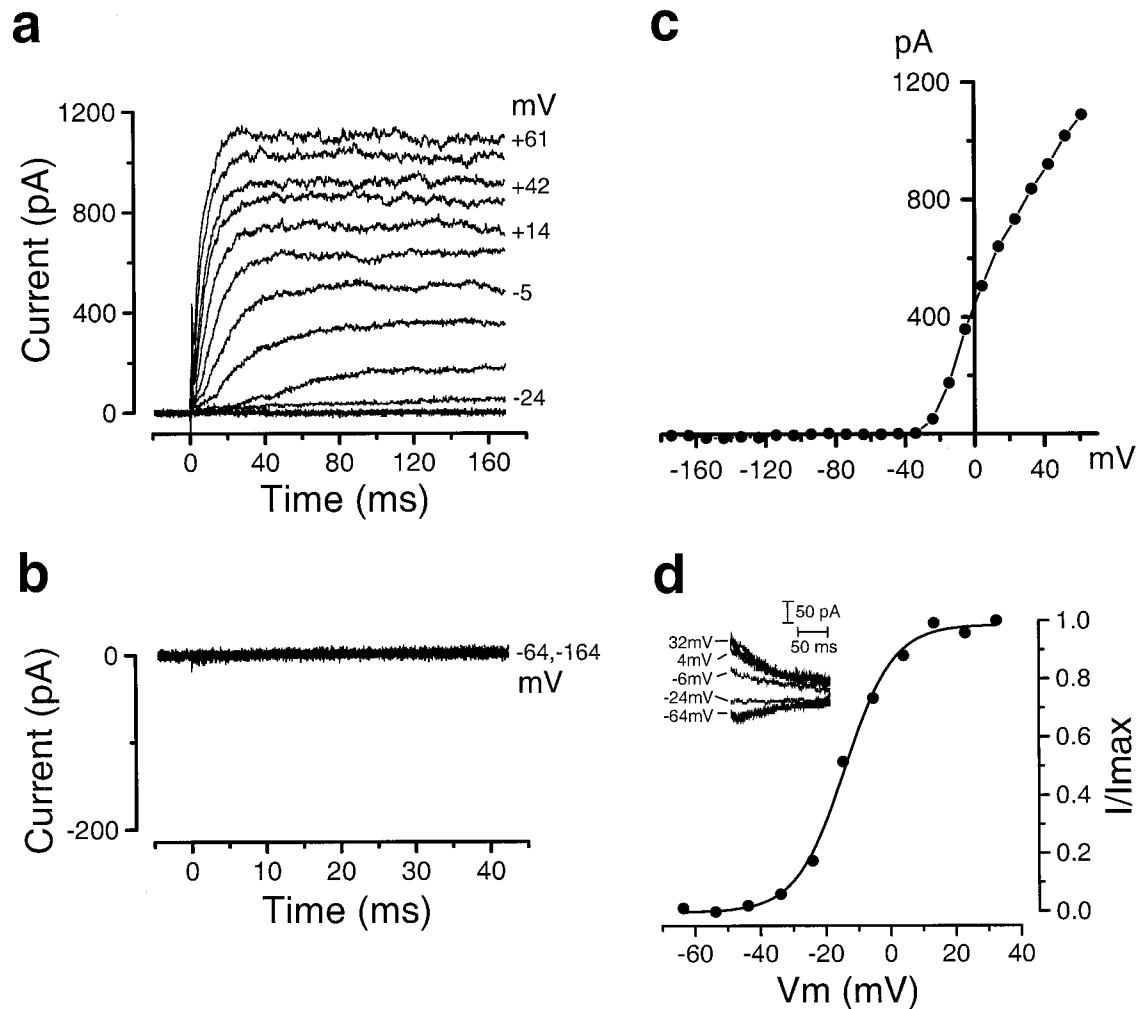 a
mV
1200
800
400
0
Current (pA)
+61
+42
+14
-5
-24
0 40 80 120 160
Time (ms)
b
0
-200
Current (pA)
-64,-164
mV
0 10 20 30 40
Time (ms)
c
pA
1200
800
400
-160 -120 -80 -40 0 40 mV
d
50 pA
50 ms
32mV
4mV
-6mV
-24mV
-64mV
1.0
0.8
0.6
0.4
0.2
0.0
I/Imax
-60 -40 -20 0 20 40
Vm (mV)